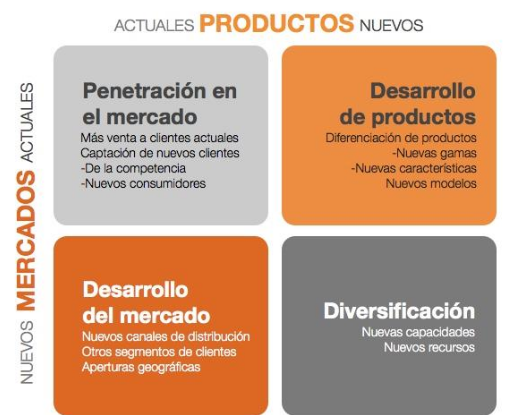 ACTUALES PRODUCTOS NUEVOS
NUEVOS MERCADOS ACTUALES
Penetración en
el mercado
Más venta a clientes actuales
Captación de nuevos clientes
-De la competencia
-Nuevos consumidores
Desarrollo
de productos
Diferenciación de productos
-Nuevas gamas
-Nuevas características
Nuevos modelos
Desarrollo
del mercado
Nuevos canales de distribución
Otros segmentos de clientes
Aperturas geográficas
Diversificación
Nuevas capacidades
Nuevos recursos